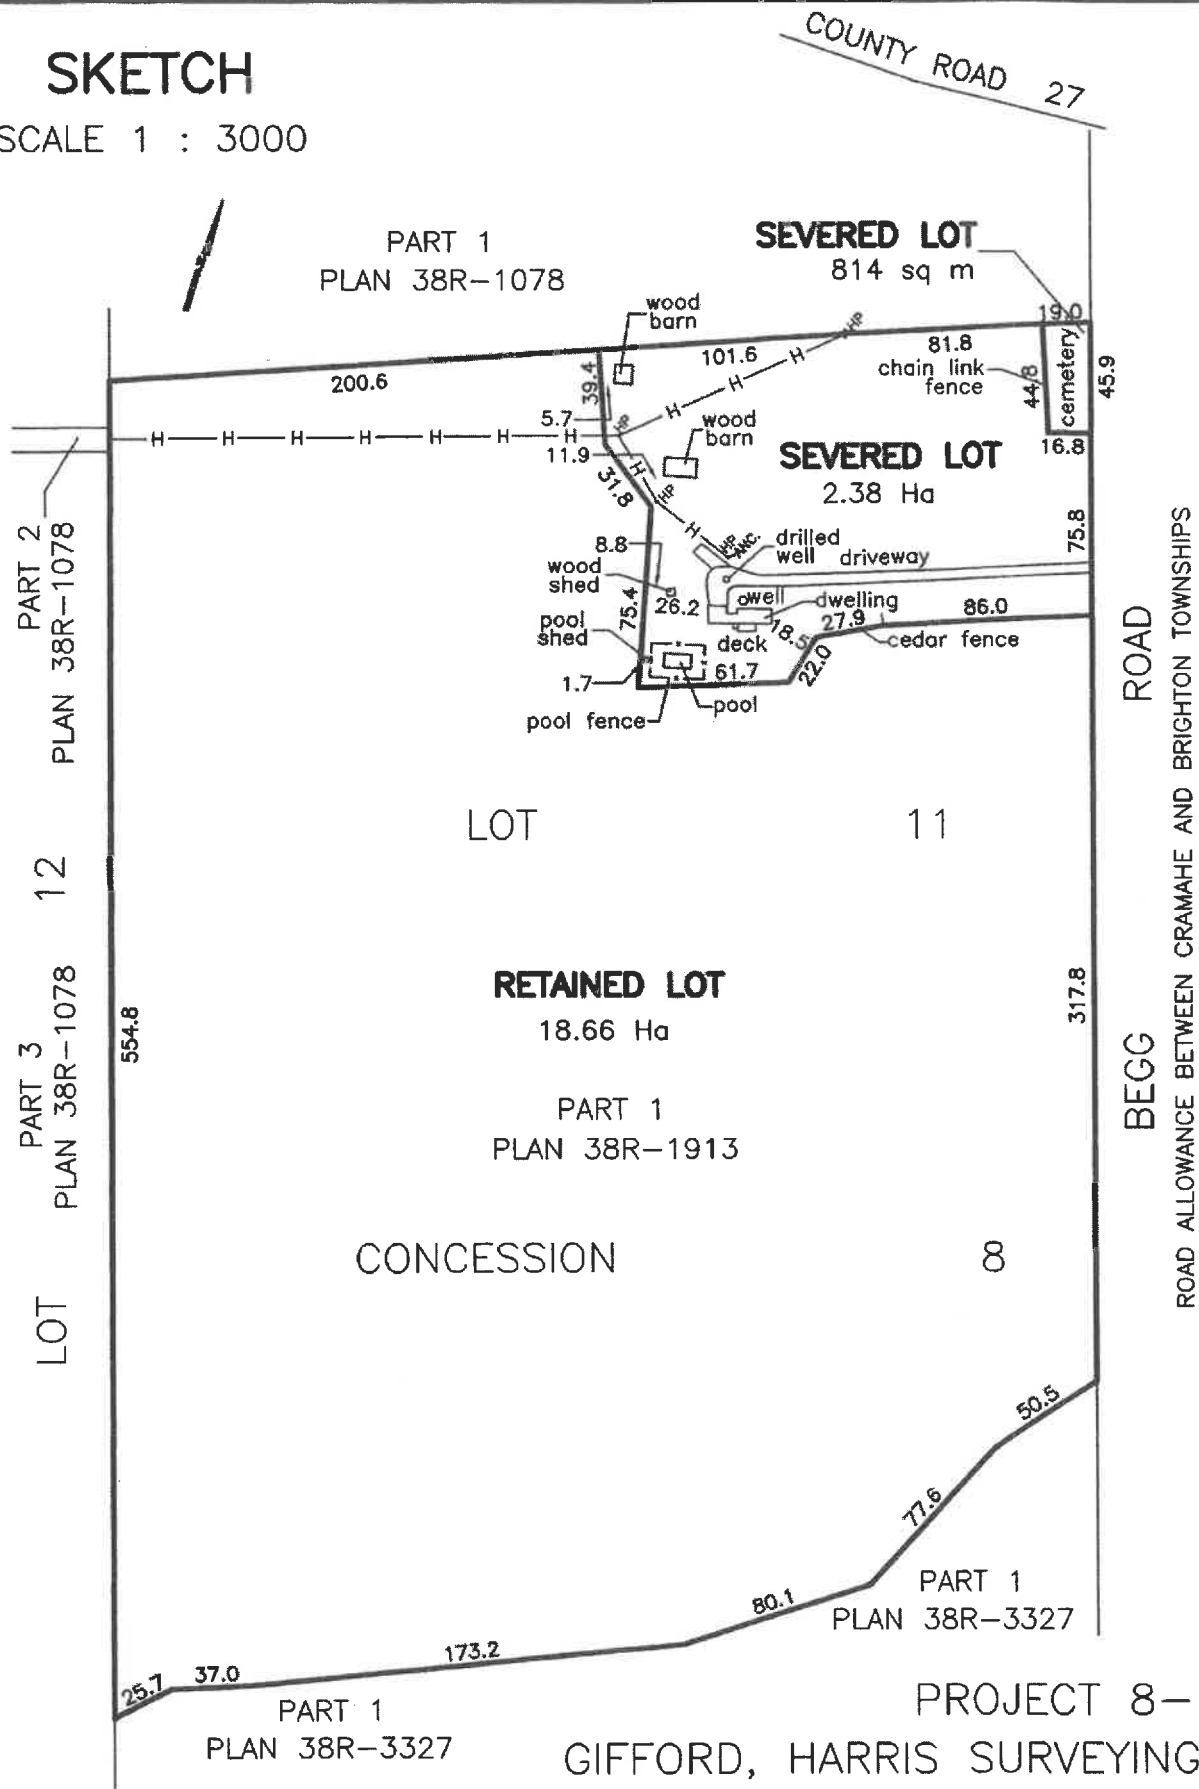 SKETCH
SCALE 1 : 3000
COUNTY ROAD 27
PART 1
PLAN 38R-1078
SEVERED LOT
814 sq m
wood
barn
19.0
HP
101.6
81.8
200.6
39.4
chain link
fence
44.8
cemetery
45.9
5.7
H H H H H H H
HP
H H H
wood
barn
16.8
11.9
H
31.8
HP
SEVERED LOT
2.38 Ha
75.8
PART 2
PLAN 38R-1078
8.8
H
HP
ANC.
drilled
well
driveway
wood
shed
26.2
75.4
well
dwelling
86.0
pool
shed
deck
18.5
27.9
cedar fence
22.0
1.7
61.7
pool fence
pool
LOT 11
LOT 12
PART 3
PLAN 38R-1078
554.8
RETAINED LOT
18.66 Ha
317.8
PART 1
PLAN 38R-1913
BEGG ROAD
ROAD ALLOWANCE BETWEEN CRAMAHE AND BRIGHTON TOWNSHIPS
CONCESSION 8
50.5
77.6
80.1
PART 1
PLAN 38R-3327
173.2
37.0
25.7
PART 1
PLAN 38R-3327
PROJECT 8-
GIFFORD, HARRIS SURVEYING